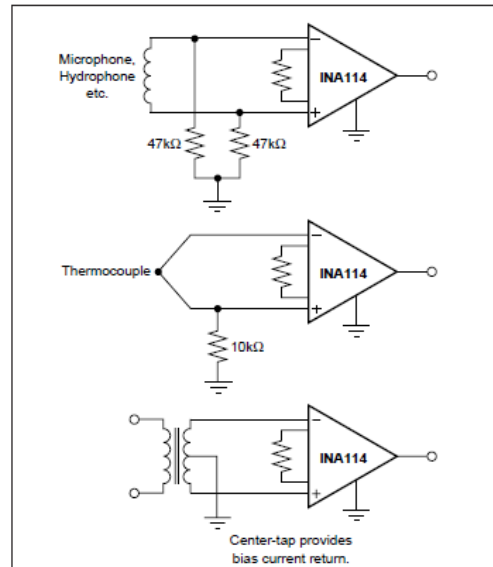 Microphone,
Hydrophone
etc.
−
INA114
+
47kΩ 47kΩ
Thermocouple
−
INA114
+
10kΩ
−
INA114
+
Center-tap provides
bias current return.